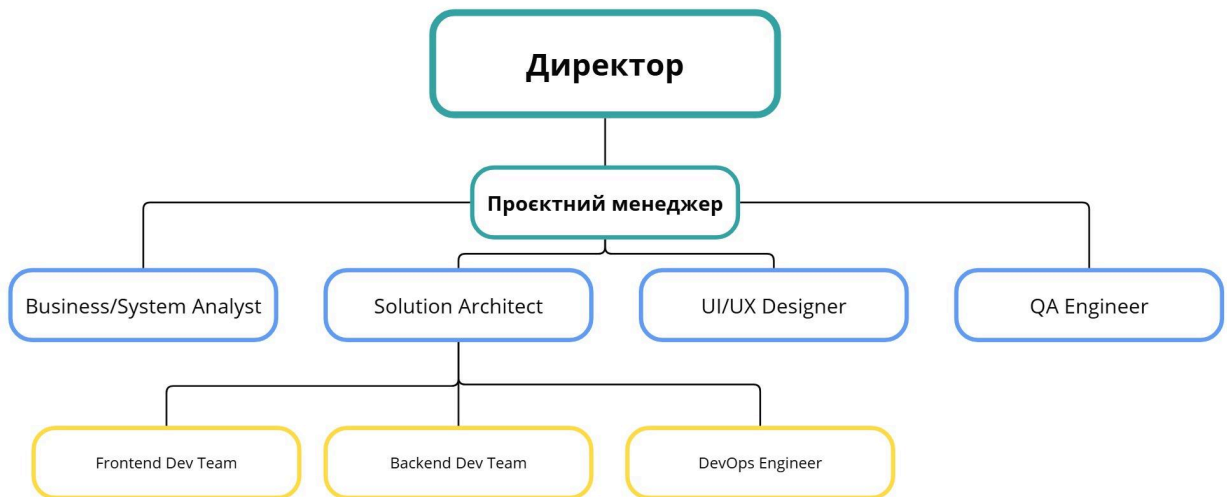 Директор
Проєктний менеджер
Business/System Analyst
Solution Architect
UI/UX Designer
QA Engineer
Frontend Dev Team
Backend Dev Team
DevOps Engineer